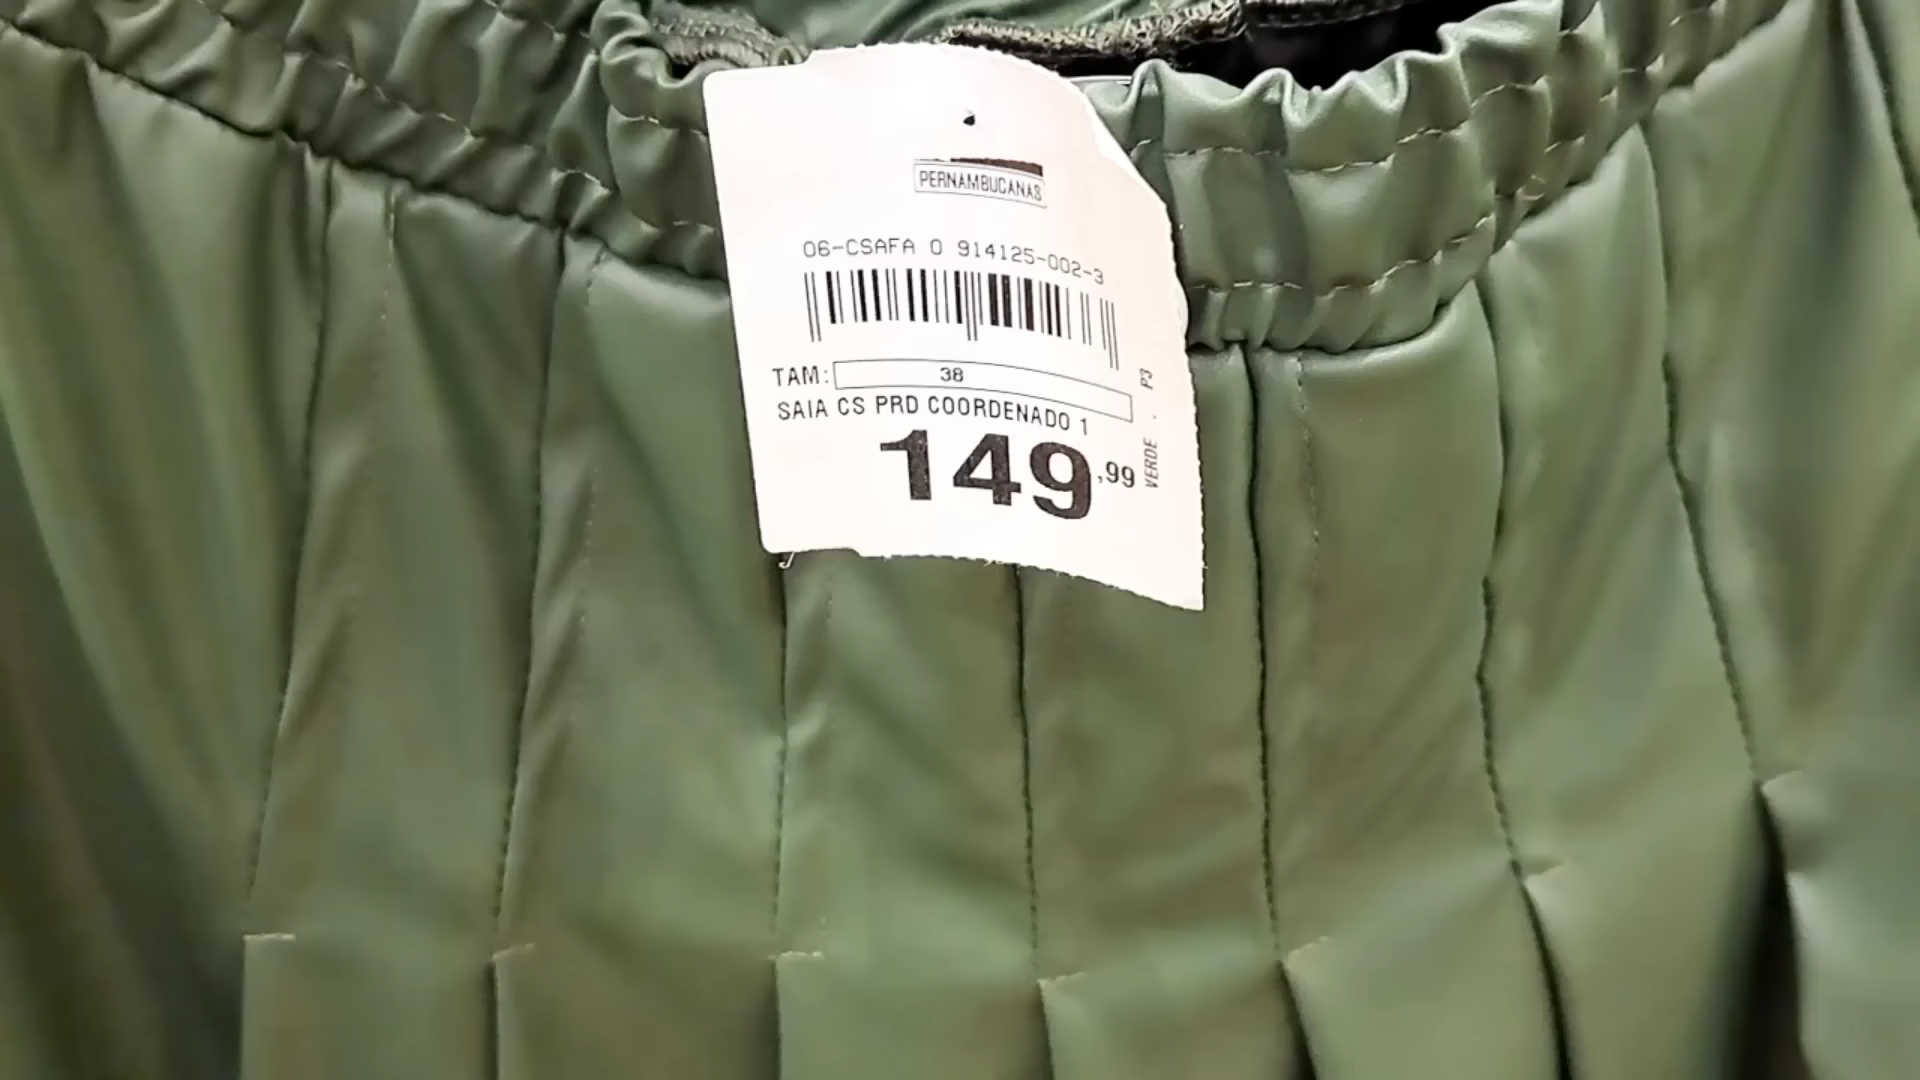 PERNAMBUCANAS
06-CSAFA 0 914125-002-3
TAM: 38
SAIA CS PRD COORDENADO 1
149,99
VERDE . P3